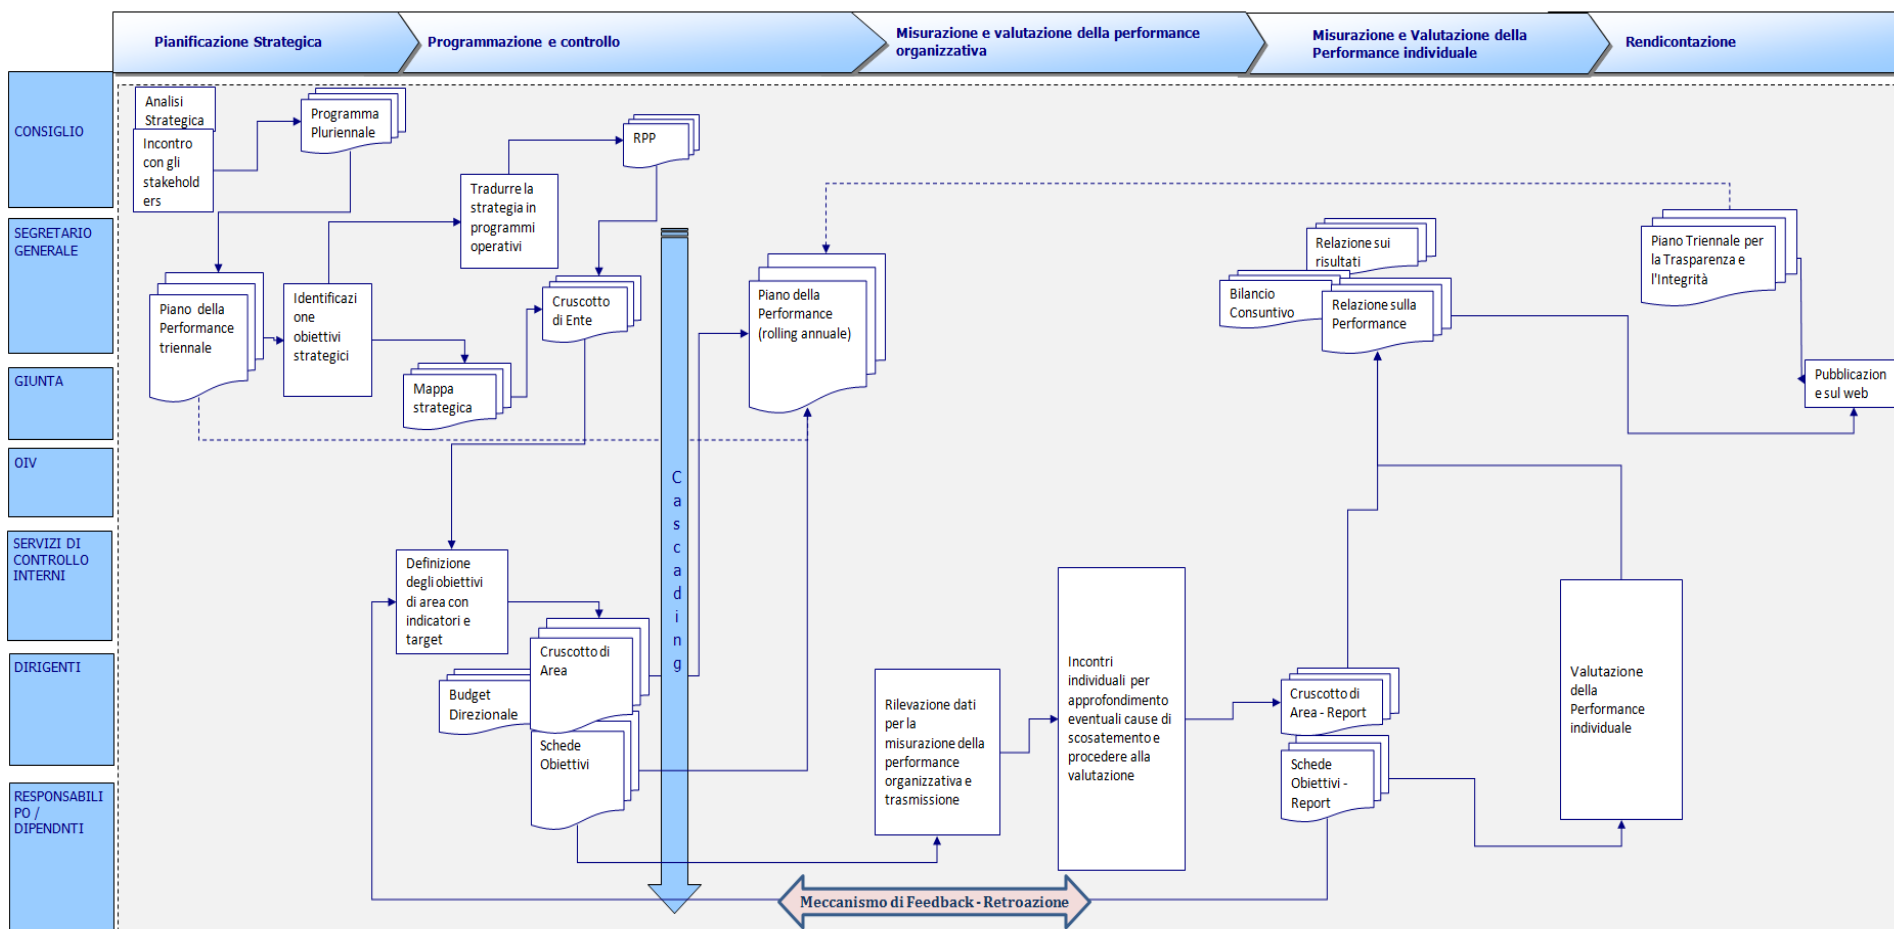 Pianificazione Strategica
Programmazione e controllo
Misurazione e valutazione della performance
organizzativa
Misurazione e Valutazione della
Performance individuale
Rendicontazione
CONSIGLIO
SEGRETARIO
GENERALE
GIUNTA
OIV
SERVIZI DI
CONTROLLO
INTERNI
DIRIGENTI
RESPONSABILI
PO /
DIPENDNTI
Analisi
Strategica
Incontro
con gli
stakehold
ers
Programma
Pluriennale
Piano della
Performance
triennale
Identificazi
one
obiettivi
strategici
Tradurre la
strategia in
programmi
operativi
RPP
Cruscotto
di Ente
Mappa
strategica
Definizione
degli obiettivi
di area con
indicatori e
target
Cruscotto di
Area
Budget
Direzionale
Schede
Obiettivi
C
a
s
c
a
d
i
n
g
Piano della
Performance
(rolling annuale)
Rilevazione dati
per la
misurazione della
performance
organizzativa e
trasmissione
Incontri
individuali per
approfondimento
eventuali cause di
scosatemento e
procedere alla
valutazione
Relazione sui
risultati
Bilancio
Consuntivo
Relazione sulla
Performance
Cruscotto di
Area - Report
Schede
Obiettivi -
Report
Valutazione
della
Performance
individuale
Piano Triennale per
la Trasparenza e
l'Integrità
Pubblicazion
e sul web
Meccanismo di Feedback - Retroazione